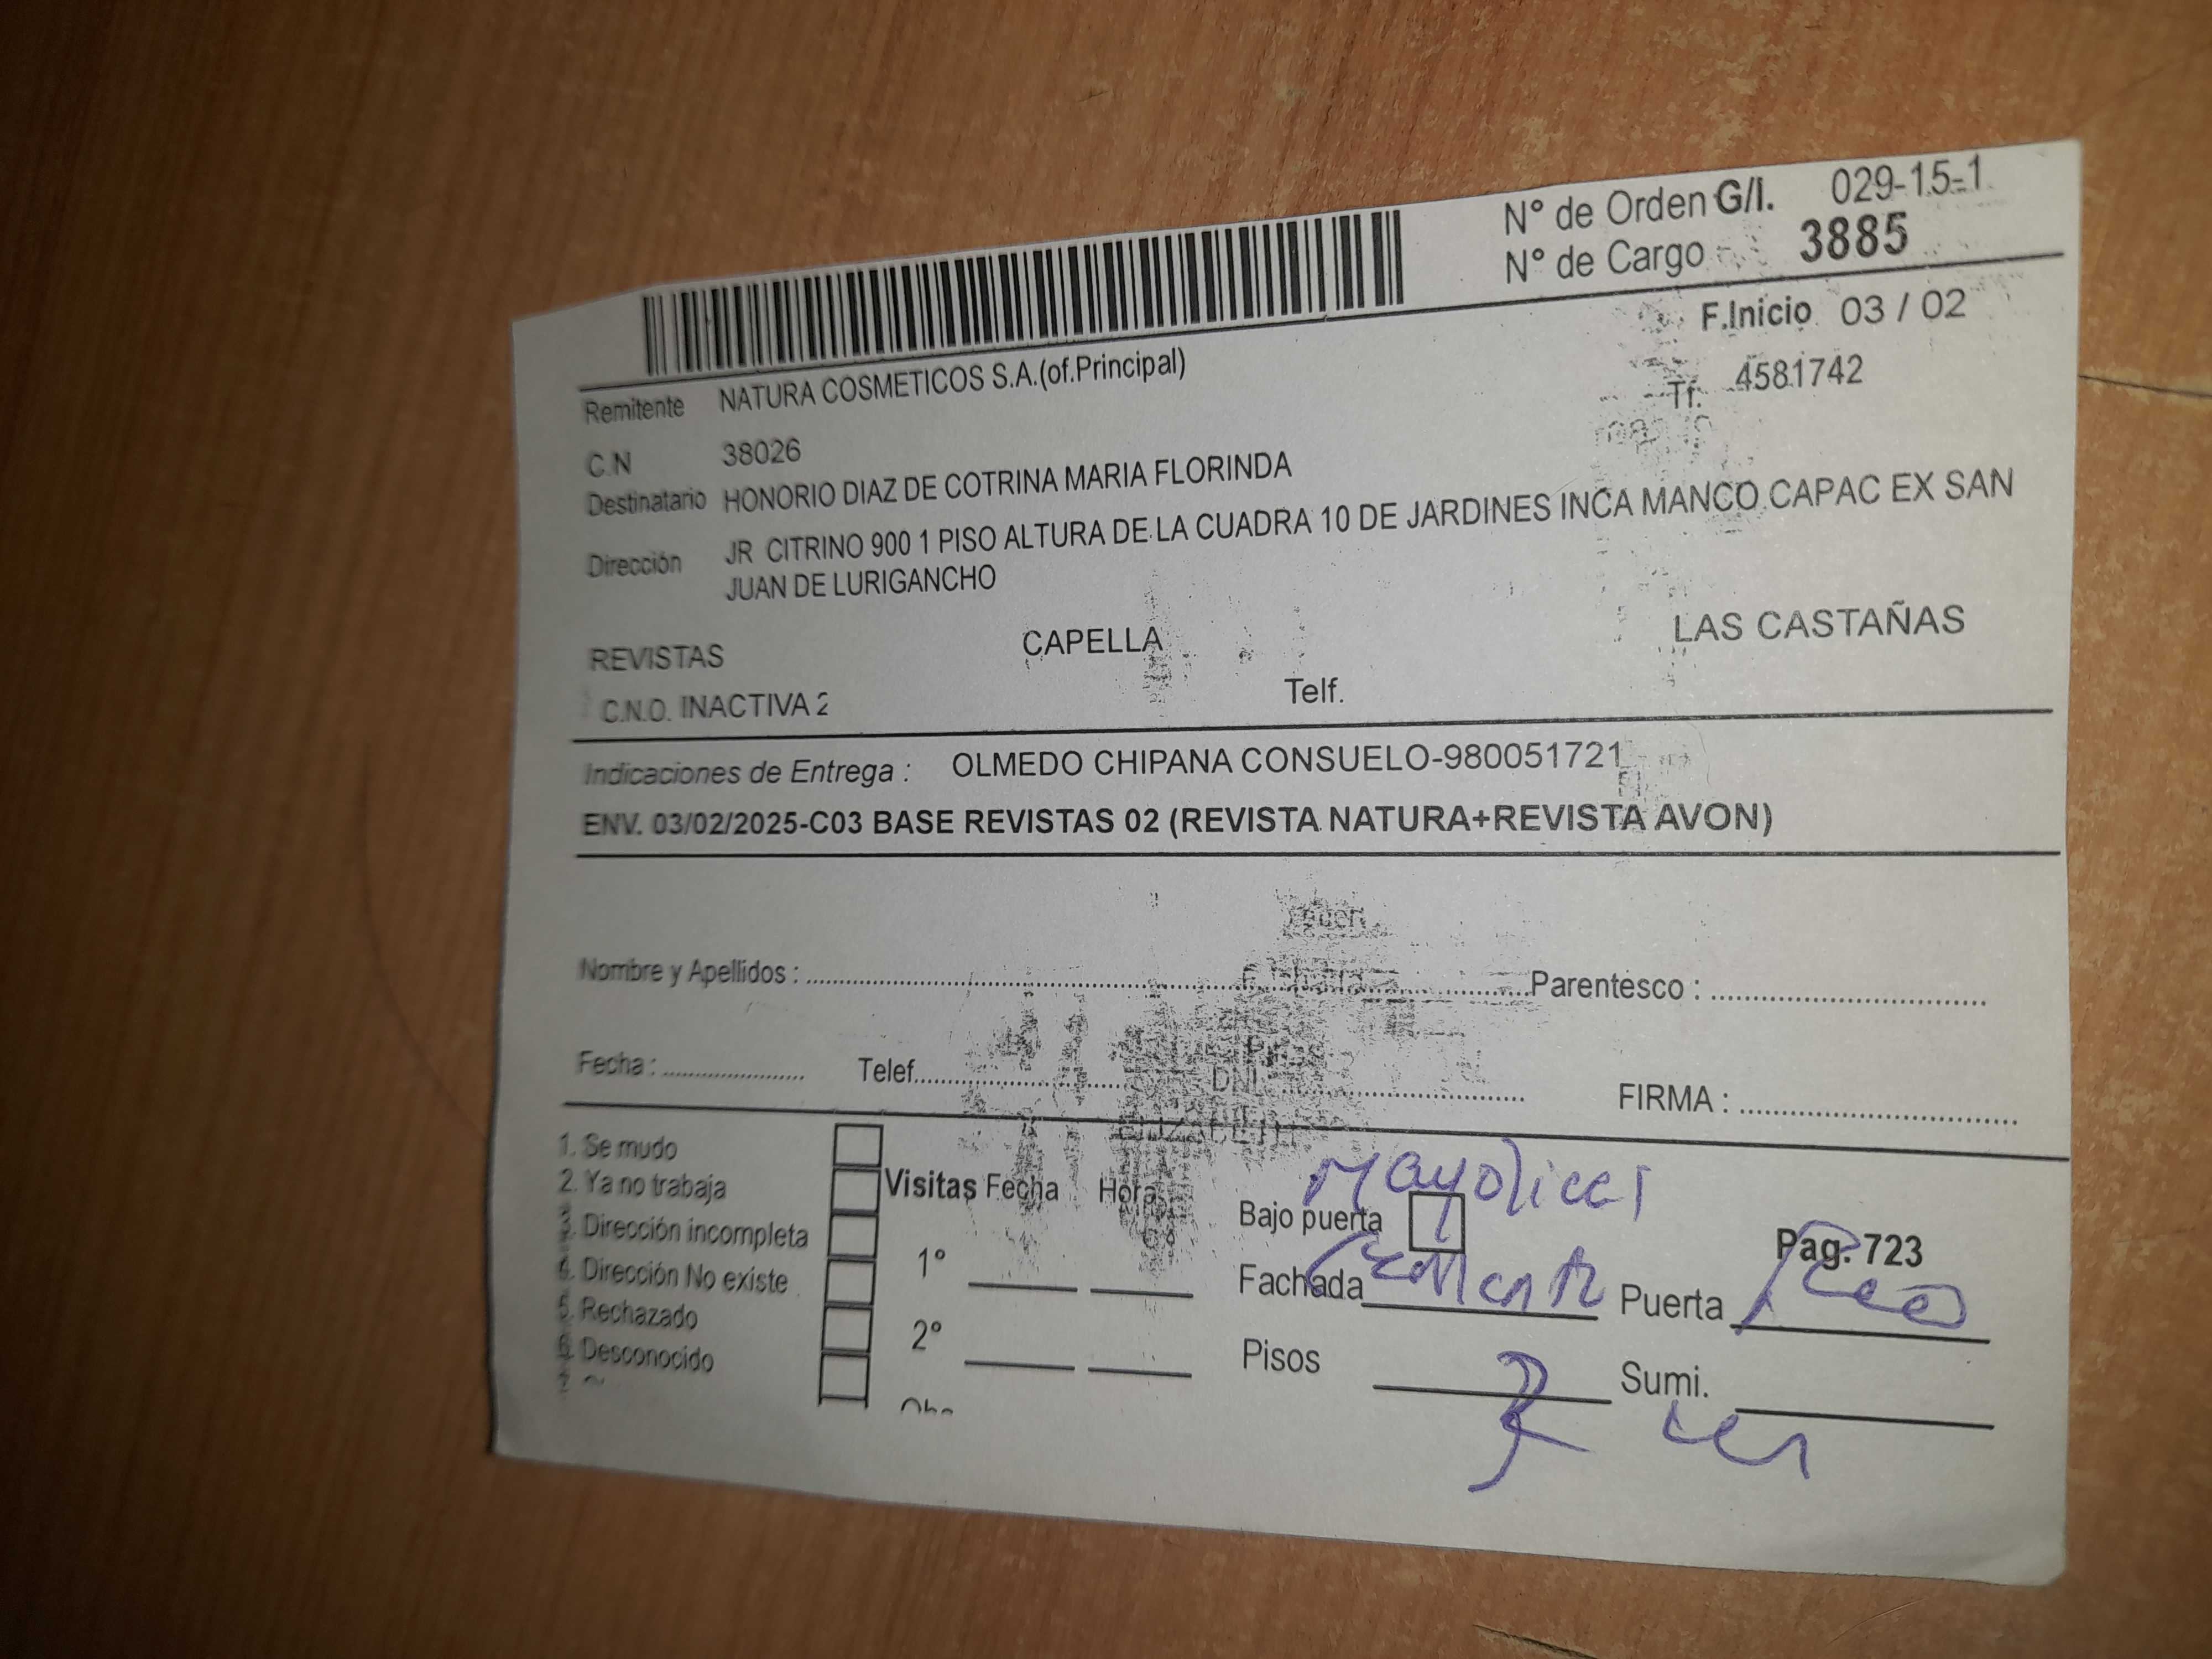 N° de Orden G/I. 029-15-1
N° de Cargo 3885
F.Inicio 03 / 02
Remitente NATURA COSMETICOS S.A.(of.Principal)
Tf. 4581742
C.N 38026
Destinatario HONORIO DIAZ DE COTRINA MARIA FLORINDA
Dirección JR CITRINO 900 1 PISO ALTURA DE LA CUADRA 10 DE JARDINES INCA MANCO CAPAC EX SAN
JUAN DE LURIGANCHO
REVISTAS CAPELLA LAS CASTAÑAS
C.N.O. INACTIVA 2 Telf.
Indicaciones de Entrega : OLMEDO CHIPANA CONSUELO-980051721
ENV. 03/02/2025-C03 BASE REVISTAS 02 (REVISTA NATURA+REVISTA AVON)
Nombre y Apellidos : Parentesco :
Fecha : Telef. DNI FIRMA :
1. Se mudo
2. Ya no trabaja
3. Dirección incompleta
4. Dirección No existe
5. Rechazado
6. Desconocido
7.
Visitas Fecha Hora
1°
2°
Bajo puerta
Pag. 723
Fachada Puerta
Pisos Sumi.